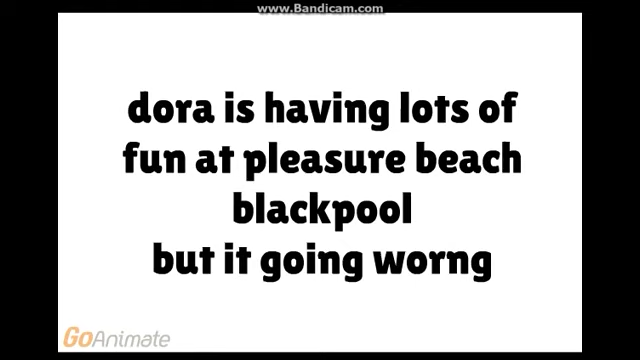 www.Bandicam.com
dora is having lots of
fun at pleasure beach
blackpool
but it going worng
GoAnimate